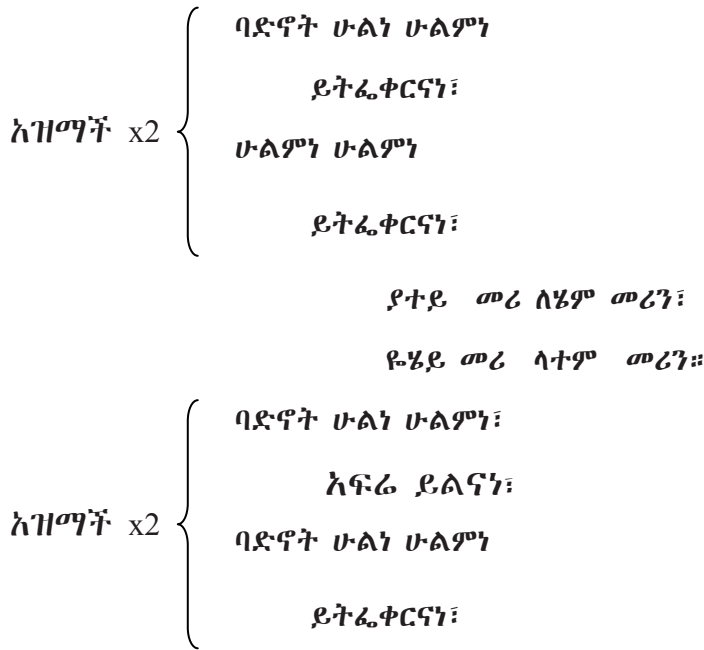 ባድኖት ሁልነ ሁልምነ
ይትፌቀርናነ፣
አዝማች x2
ሁልምነ ሁልምነ
ይትፌቀርናነ፣
ያተይ መሪ ለሄም መሪን፣
ዬሄይ መሪ ላተም መሪን።
ባድኖት ሁልነ ሁልምነ፣
አፍሬ ይልናነ፣
አዝማች x2
ባድኖት ሁልነ ሁልምነ
ይትፌቀርናነ፣